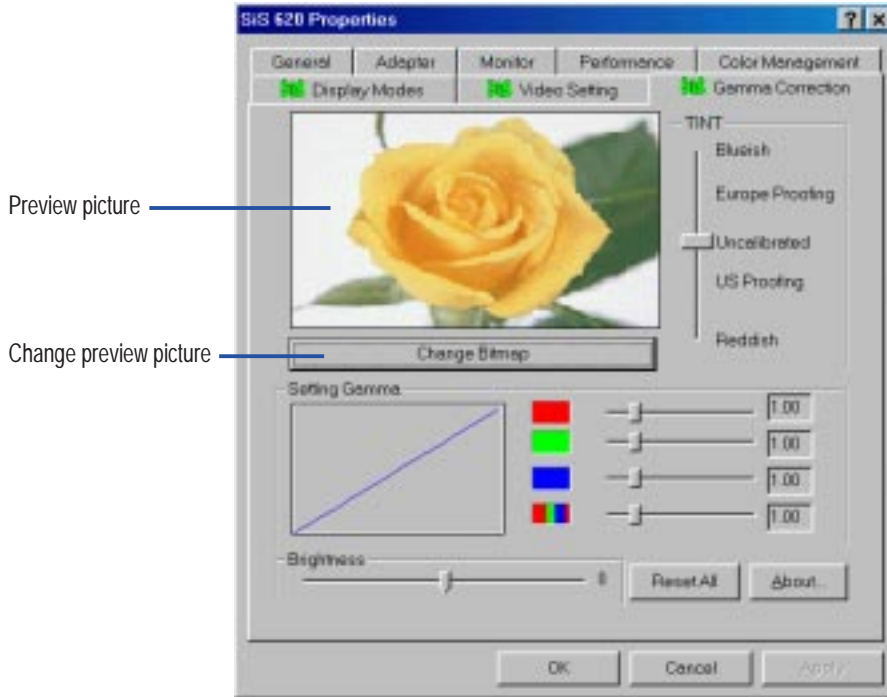 SiS 620 Properties
General Adapter Monitor Performance Color Management
Display Modes Video Setting Gamma Correction
Preview picture
TINT
Blueish
Europe Proofing
Uncalibrated
US Proofing
Reddish
Change preview picture
Change Bitmap
Setting Gamma
1.00
1.00
1.00
1.00
Brightness
0
Reset All About...
OK Cancel Apply